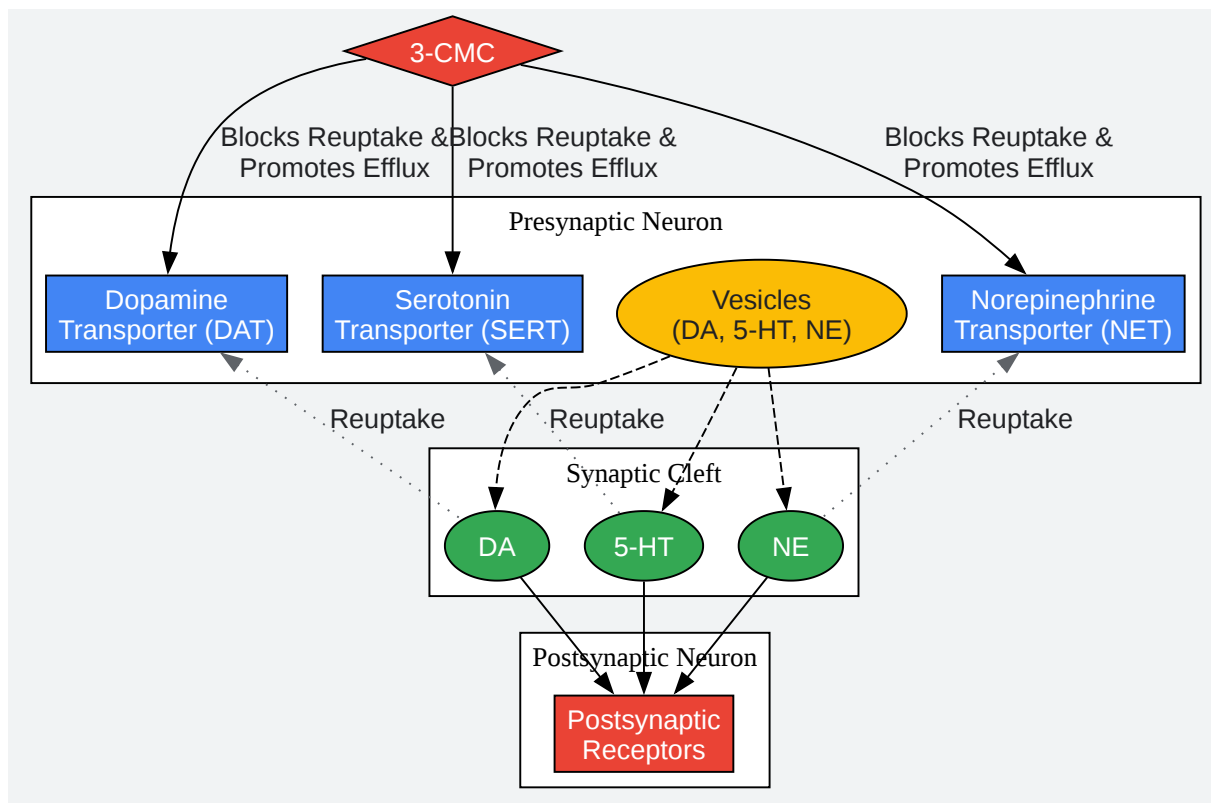 3-CMC
Blocks Reuptake &
Promotes Efflux
Blocks Reuptake &
Promotes Efflux
Blocks Reuptake &
Promotes Efflux
Presynaptic Neuron
Dopamine
Transporter (DAT)
Serotonin
Transporter (SERT)
Vesicles
(DA, 5-HT, NE)
Norepinephrine
Transporter (NET)
Reuptake
Reuptake
Reuptake
Synaptic Cleft
DA
5-HT
NE
Postsynaptic Neuron
Postsynaptic
Receptors